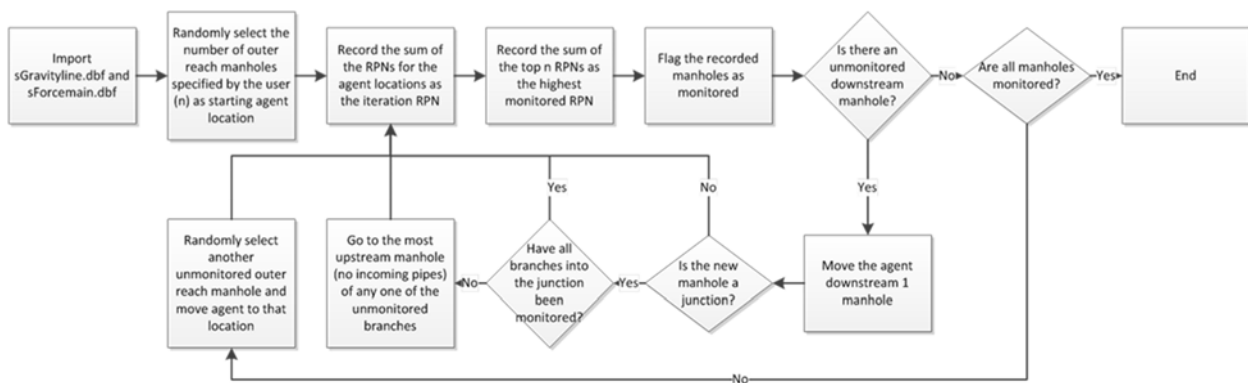 Import
sGravityline.dbf and
sForcemain.dbf
Randomly select the
number of outer
reach manholes
specified by the user
(n) as starting agent
location
Record the sum of
the RPNs for the
agent locations as
the iteration RPN
Record the sum of
the top n RPNs as
the highest
monitored RPN
Flag the recorded
manholes as
monitored
Is there an
unmonitored
downstream
manhole?
No
Are all manholes
monitored?
Yes
End
Yes
No
Yes
Randomly select
another
unmonitored outer
reach manhole and
move agent to that
location
Go to the most
upstream manhole
(no incoming pipes)
of any one of the
unmonitored
branches
No
Have all
branches into
the junction
been
monitored?
Yes
Is the new
manhole a
junction?
Move the agent
downstream 1
manhole
No